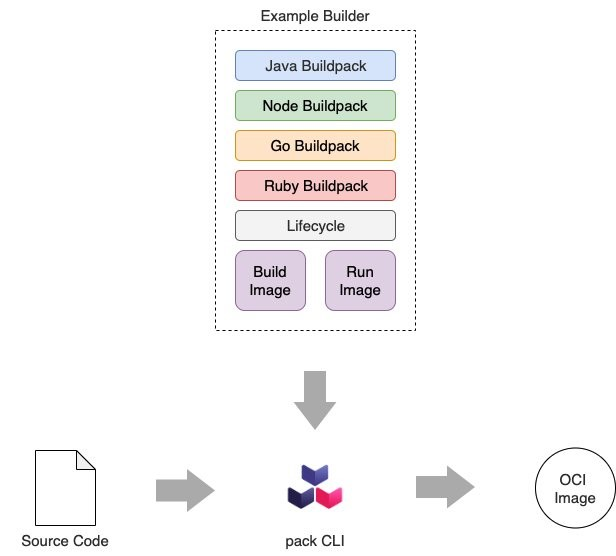 Example Builder
Java Buildpack
Node Buildpack
Go Buildpack
Ruby Buildpack
Lifecycle
Build
Image
Run
Image
OCI
Image
Source Code
pack CLI